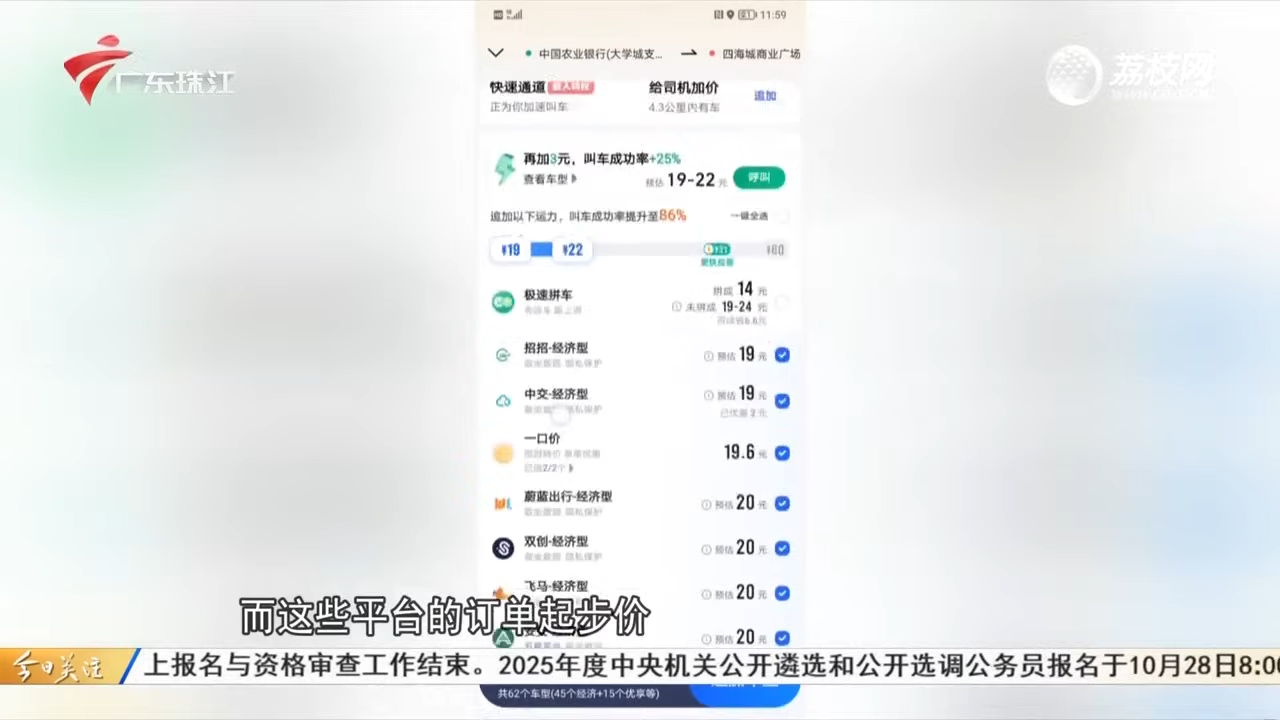 HD
11:59
广东珠江
荔枝网
中国农业银行(大学城支...
四海城商业广场
快速通道
给司机加价
追加
正为你加速叫车
4.3公里内有车
再加3元，叫车成功率+25%
查看车型
预估 19-22 元
呼叫
追加以下运力，叫车成功率提升至86%
一键全选
¥19
¥22
¥60
极速拼车
拼成 14 元
未拼成 19-24 元
招招-经济型
预估 19 元
中交-经济型
预估 19 元
一口价
19.6 元
已选2/2个
蔚蓝出行-经济型
预估 20 元
双创-经济型
预估 20 元
飞马-经济型
预估 20 元
预估 20 元
而这些平台的订单起步价
今日关注
上报名与资格审查工作结束。2025年度中央机关公开遴选和公开选调公务员报名于10月28日8:00
共62个车型(45个经济+15个优享等)